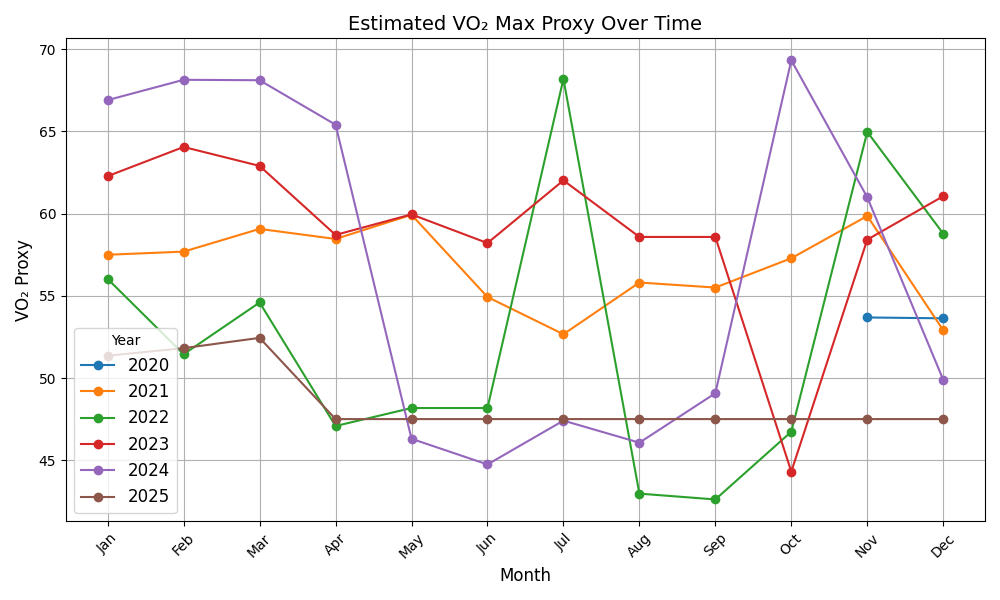 Estimated VO₂ Max Proxy Over Time
VO₂ Proxy
70
65
60
55
50
45
Year
2020
2021
2022
2023
2024
2025
Jan
Feb
Mar
Apr
May
Jun
Jul
Aug
Sep
Oct
Nov
Dec
Month